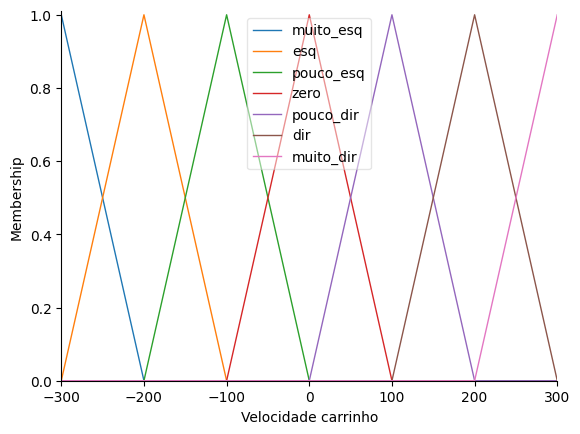 muito_esq
esq
pouco_esq
zero
pouco_dir
dir
muito_dir
1.0
0.8
0.6
0.4
0.2
0.0
Membership
−300
−200
−100
0
100
200
300
Velocidade carrinho